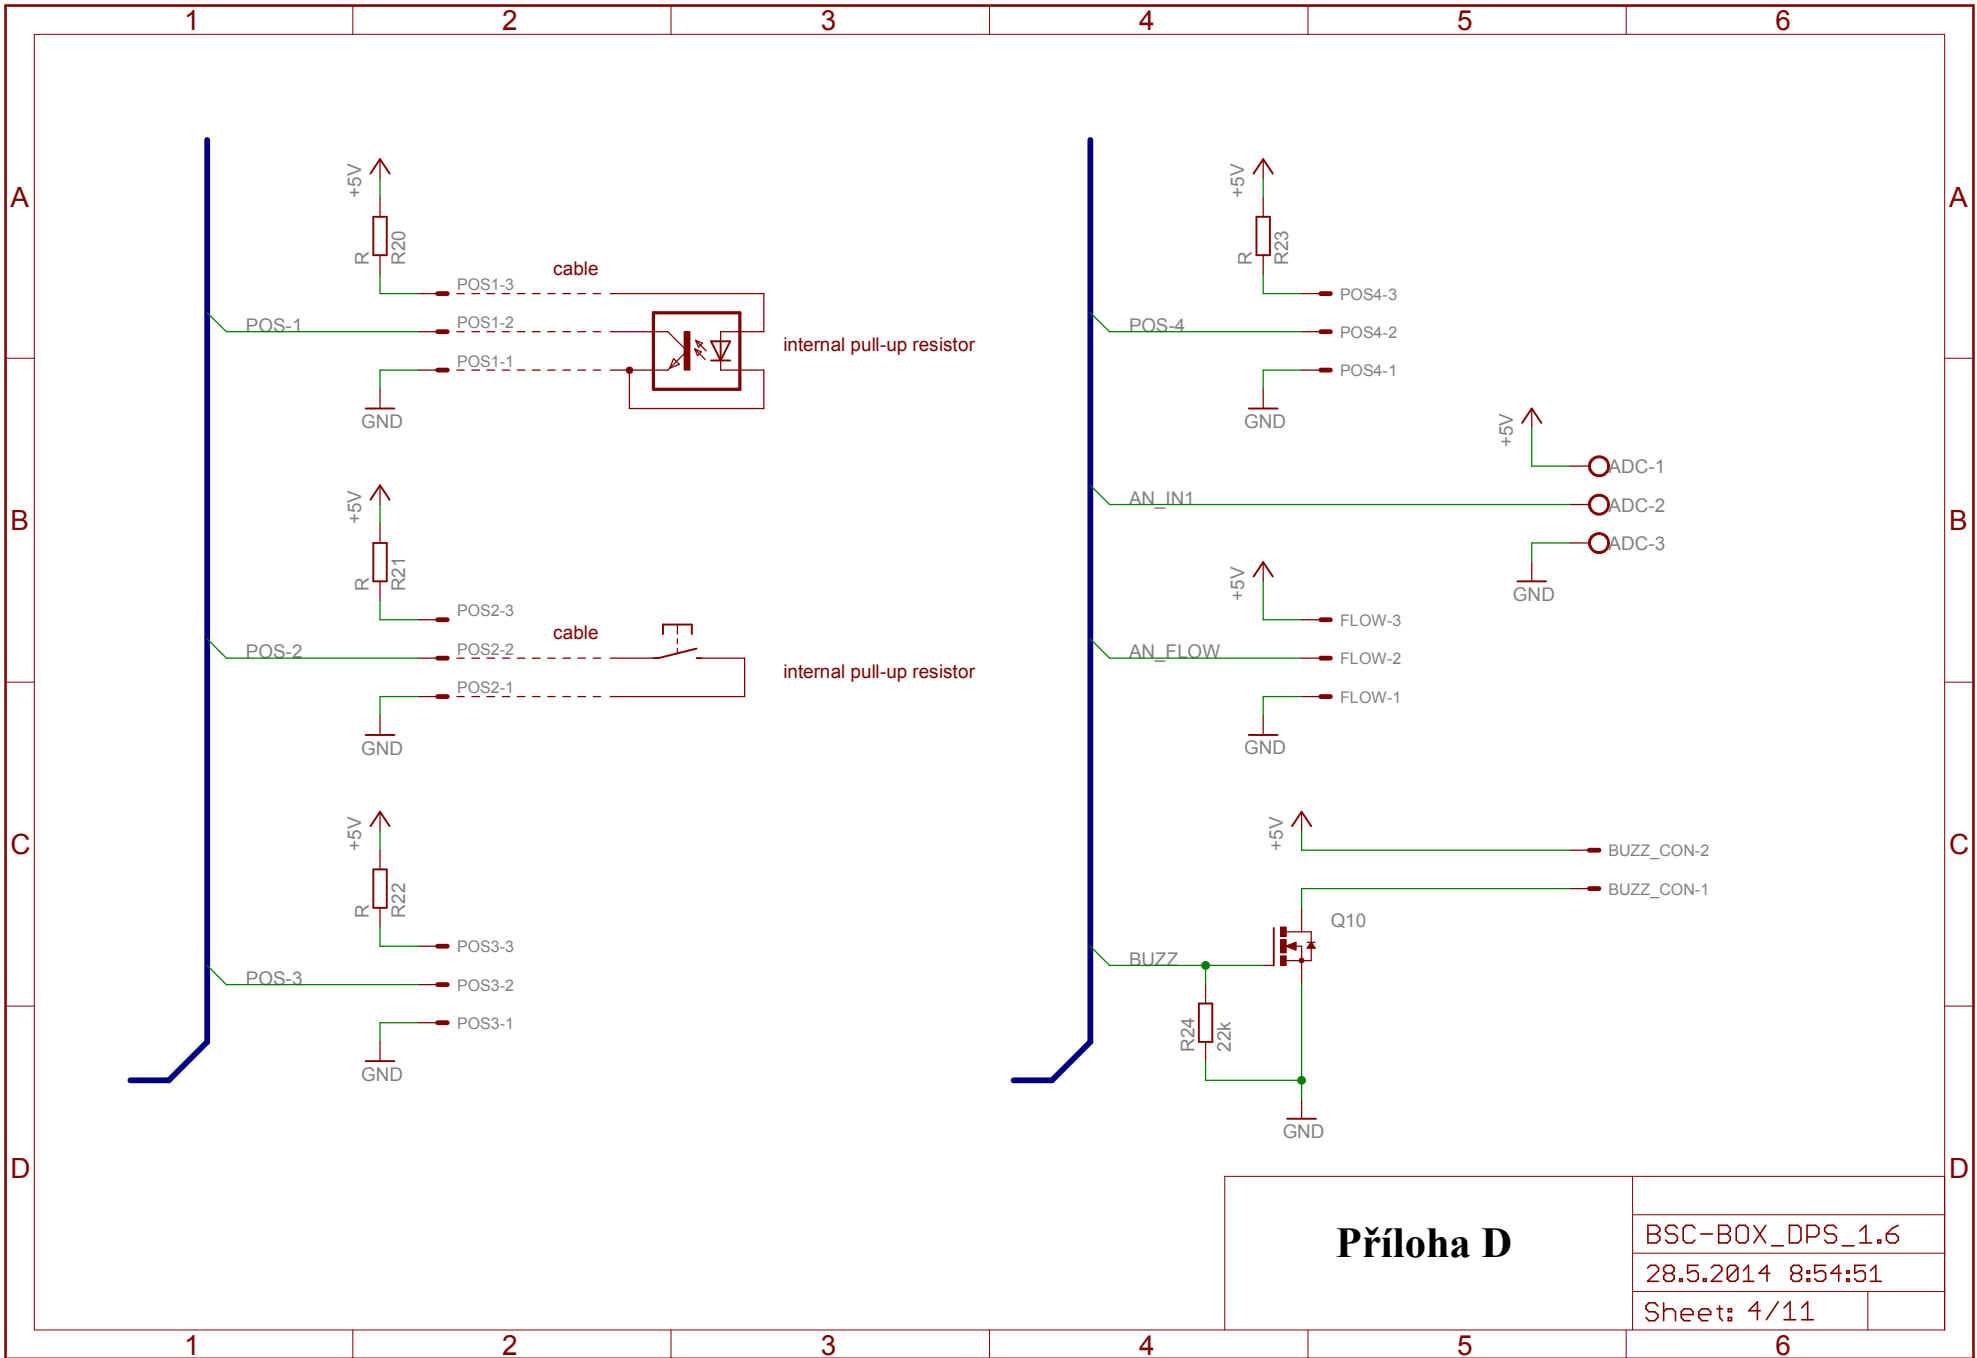 1 2 3 4 5 6
A A
+5V
R
R20
cable
POS1-3
POS-1
POS1-2
POS1-1
internal pull-up resistor
GND
+5V
R
R23
POS4-3
POS-4
POS4-2
POS4-1
GND
B B
+5V
R
R21
POS2-3
cable
POS-2
POS2-2
POS2-1
internal pull-up resistor
GND
+5V
ADC-1
AN_IN1
ADC-2
ADC-3
GND
+5V
FLOW-3
AN_FLOW
FLOW-2
FLOW-1
GND
C C
+5V
R
R22
POS3-3
POS-3
POS3-2
POS3-1
GND
+5V
BUZZ_CON-2
BUZZ_CON-1
Q10
BUZZ
R24
22k
GND
D D
Příloha D
BSC-BOX_DPS_1.6
28.5.2014 8:54:51
Sheet: 4/11
1 2 3 4 5 6